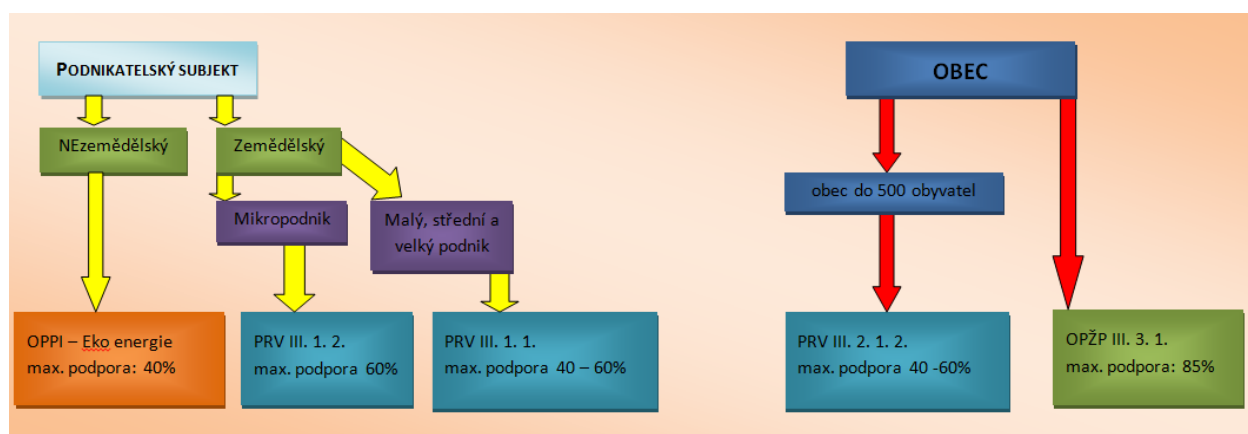 PODNIKATELSKÝ SUBJEKT
OBEC
NEzemědělský
Zemědělský
obec do 500 obyvatel
Mikropodnik
Malý, střední a
velký podnik
OPPI – Eko energie
max. podpora: 40%
PRV III. 1. 2.
max. podpora 60%
PRV III. 1. 1.
max. podpora 40 – 60%
PRV III. 2. 1. 2.
max. podpora 40 -60%
OPŽP III. 3. 1.
max. podpora: 85%